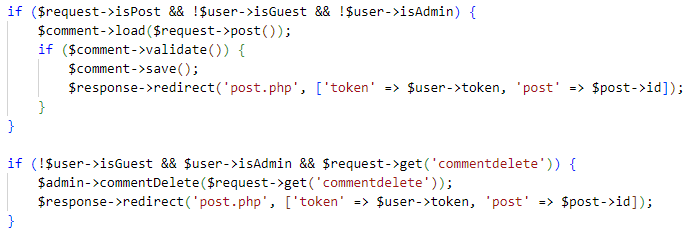 if ($request->isPost && !$user->isGuest && !$user->isAdmin) {
    $comment->load($request->post());
    if ($comment->validate()) {
        $comment->save();
        $response->redirect('post.php', ['token' => $user->token, 'post' => $post->id]);
    }
}

if (!$user->isGuest && $user->isAdmin && $request->get('commentdelete')) {
    $admin->commentDelete($request->get('commentdelete'));
    $response->redirect('post.php', ['token' => $user->token, 'post' => $post->id]);
}